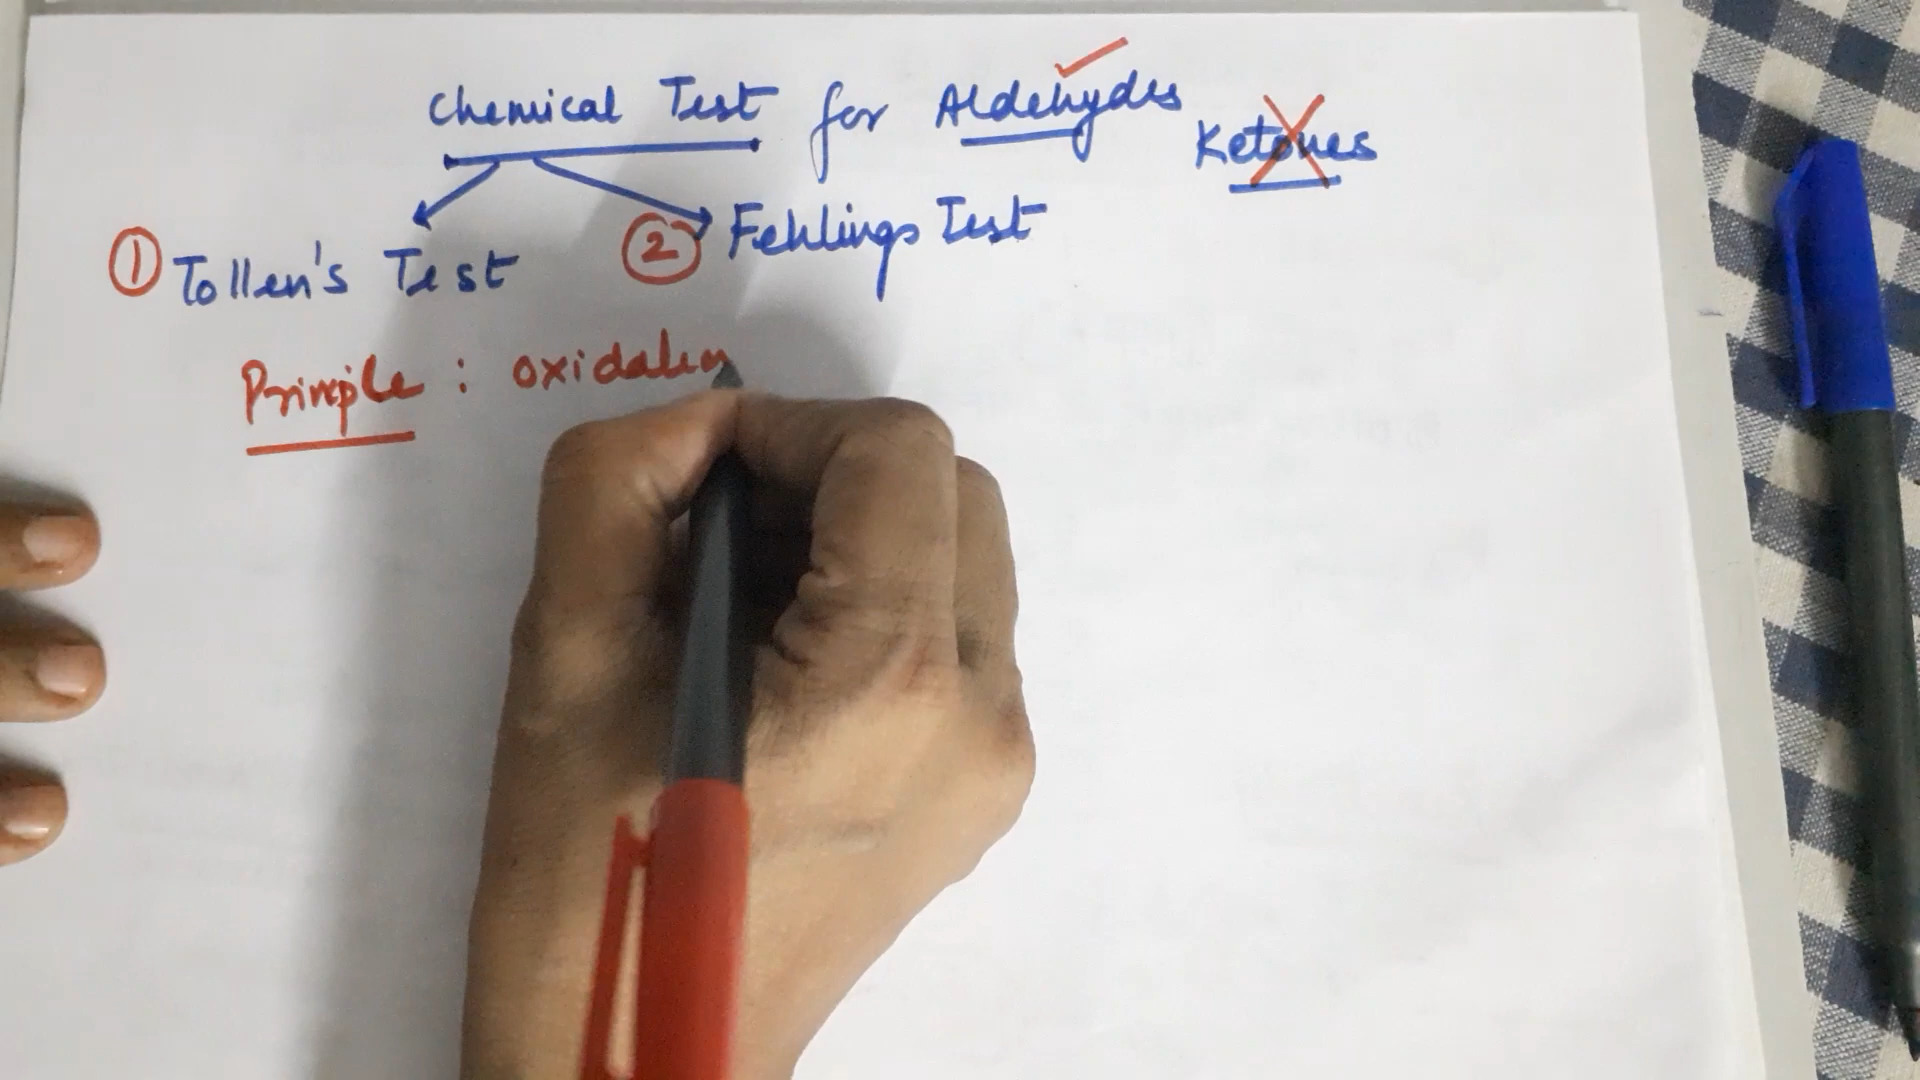 Chemical Test for Aldehydes
Ketones
① Tollen's Test ② Fehlings Test
Principle : oxidation